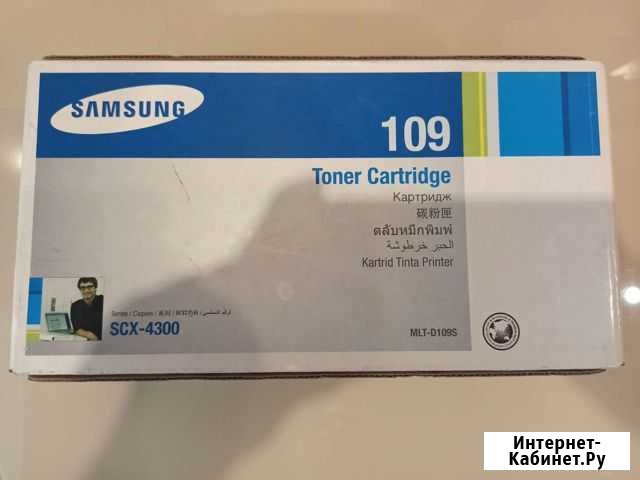 SAMSUNG
109
Toner Cartridge
Картридж
碳粉匣
ตลับหมึกพิมพ์
الحبر خرطوشة
Kartrid Tinta Printer
SCX-4300
MLT-D109S
Интернет-
Кабинет.Ру